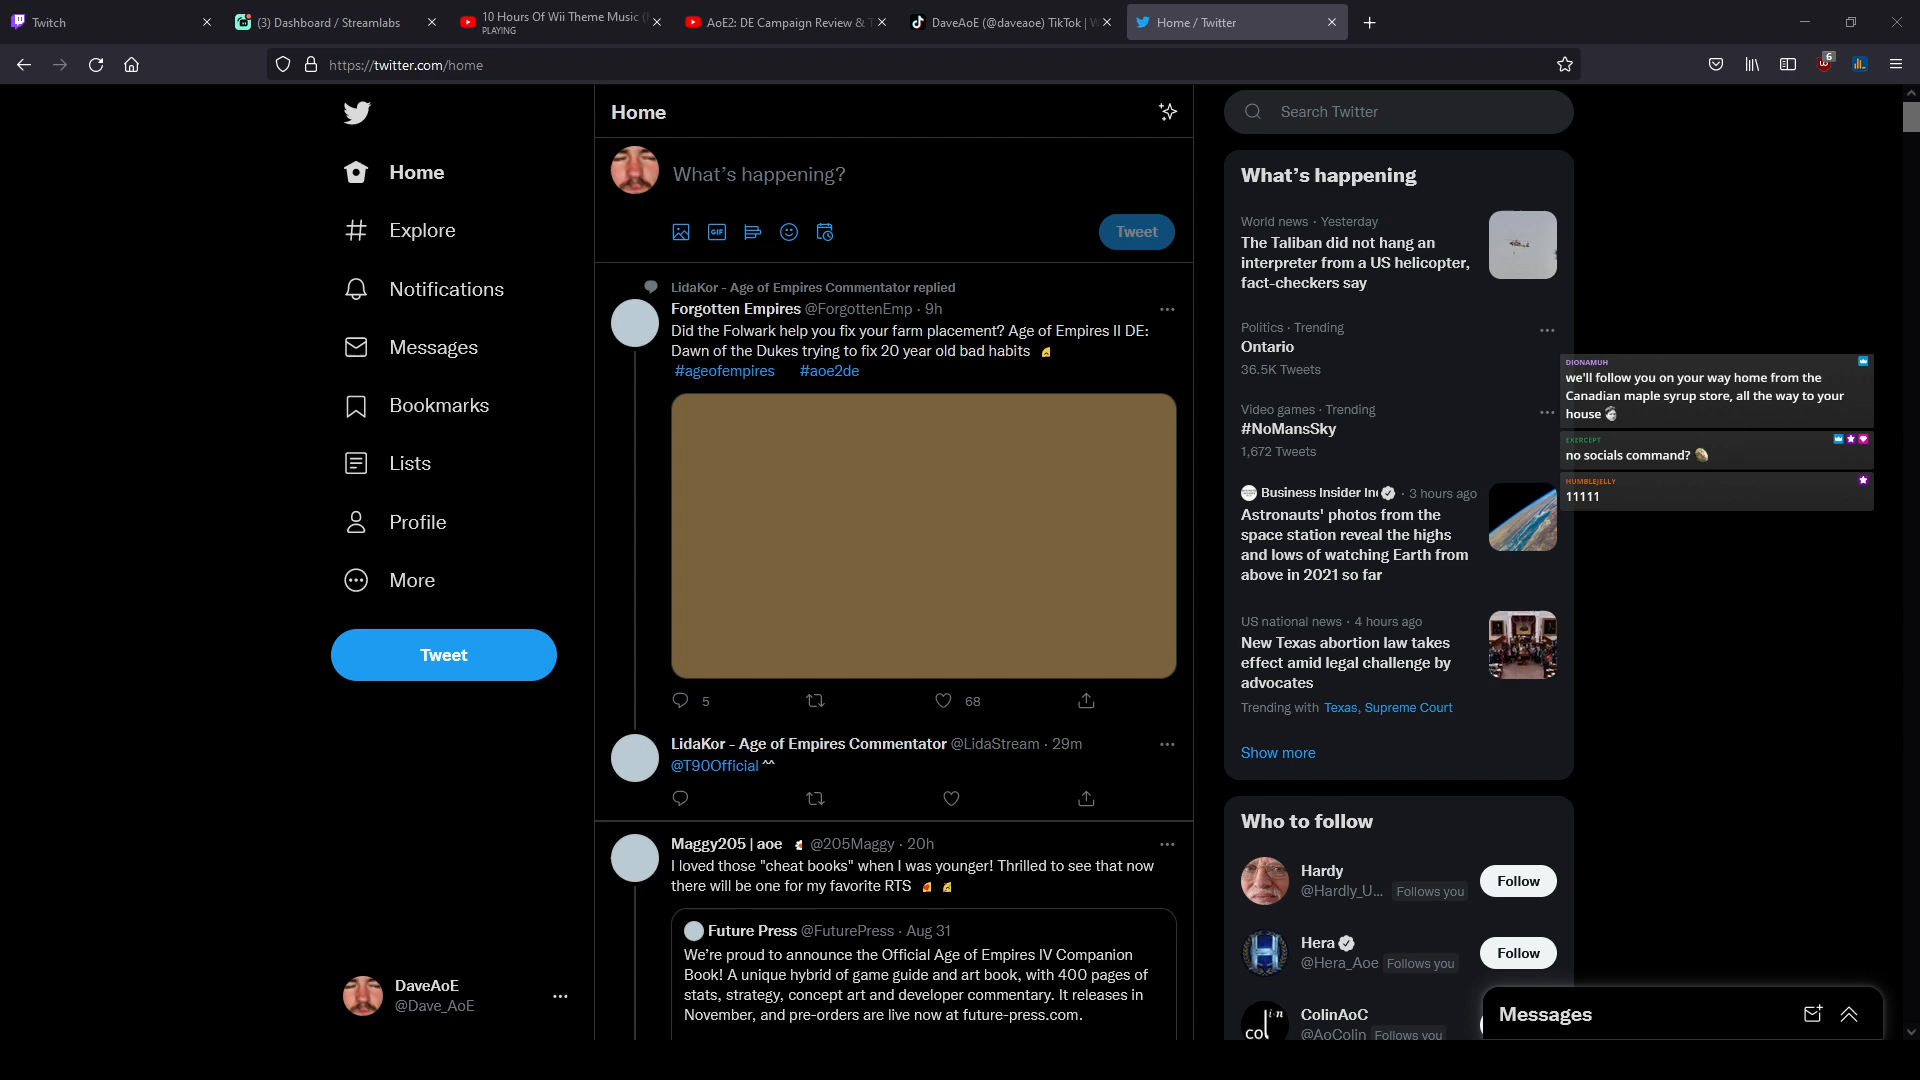 Twitch
(3) Dashboard / Streamlabs
10 Hours Of Wii Theme Music
PLAYING
AoE2: DE Campaign Review &
DaveAoE (@daveaoe) TikTok |
Home / Twitter
https://twitter.com/home
6
Home
Explore
Notifications
Messages
Bookmarks
Lists
Profile
More
Tweet
DaveAoE
@Dave_AoE
Home
What's happening?
GIF
Tweet
LidaKor - Age of Empires Commentator replied
Forgotten Empires @ForgottenEmp · 9h
Did the Folwark help you fix your farm placement? Age of Empires II DE:
Dawn of the Dukes trying to fix 20 year old bad habits
#ageofempires #aoe2de
5
68
LidaKor - Age of Empires Commentator @LidaStream · 29m
@T90Official ^^
Maggy205 | aoe @205Maggy · 20h
I loved those "cheat books" when I was younger! Thrilled to see that now
there will be one for my favorite RTS
Future Press @FuturePress · Aug 31
We're proud to announce the Official Age of Empires IV Companion
Book! A unique hybrid of game guide and art book, with 400 pages of
stats, strategy, concept art and developer commentary. It releases in
November, and pre-orders are live now at future-press.com.
Search Twitter
What's happening
World news · Yesterday
The Taliban did not hang an
interpreter from a US helicopter,
fact-checkers say
Politics · Trending
Ontario
36.5K Tweets
Video games · Trending
#NoMansSky
1,672 Tweets
Business Insider In · 3 hours ago
Astronauts' photos from the
space station reveal the highs
and lows of watching Earth from
above in 2021 so far
US national news · 4 hours ago
New Texas abortion law takes
effect amid legal challenge by
advocates
Trending with Texas, Supreme Court
Show more
Who to follow
Hardy
@Hardly_U... Follows you
Follow
Hera
@Hera_Aoe Follows you
Follow
col i·n
ColinAoC
@AoColin Follows you
DIONAMUH
we'll follow you on your way home from the
Canadian maple syrup store, all the way to your
house
EXERCEPT
no socials command?
HUMBLEJELLY
11111
Messages